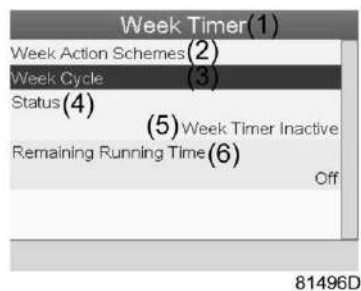 Week Timer(1)
Week Action Schemes(2)
Week Cycle (3)
Status(4)
(5) Week Timer Inactive
Remaining Running Time(6)
Off
81496D